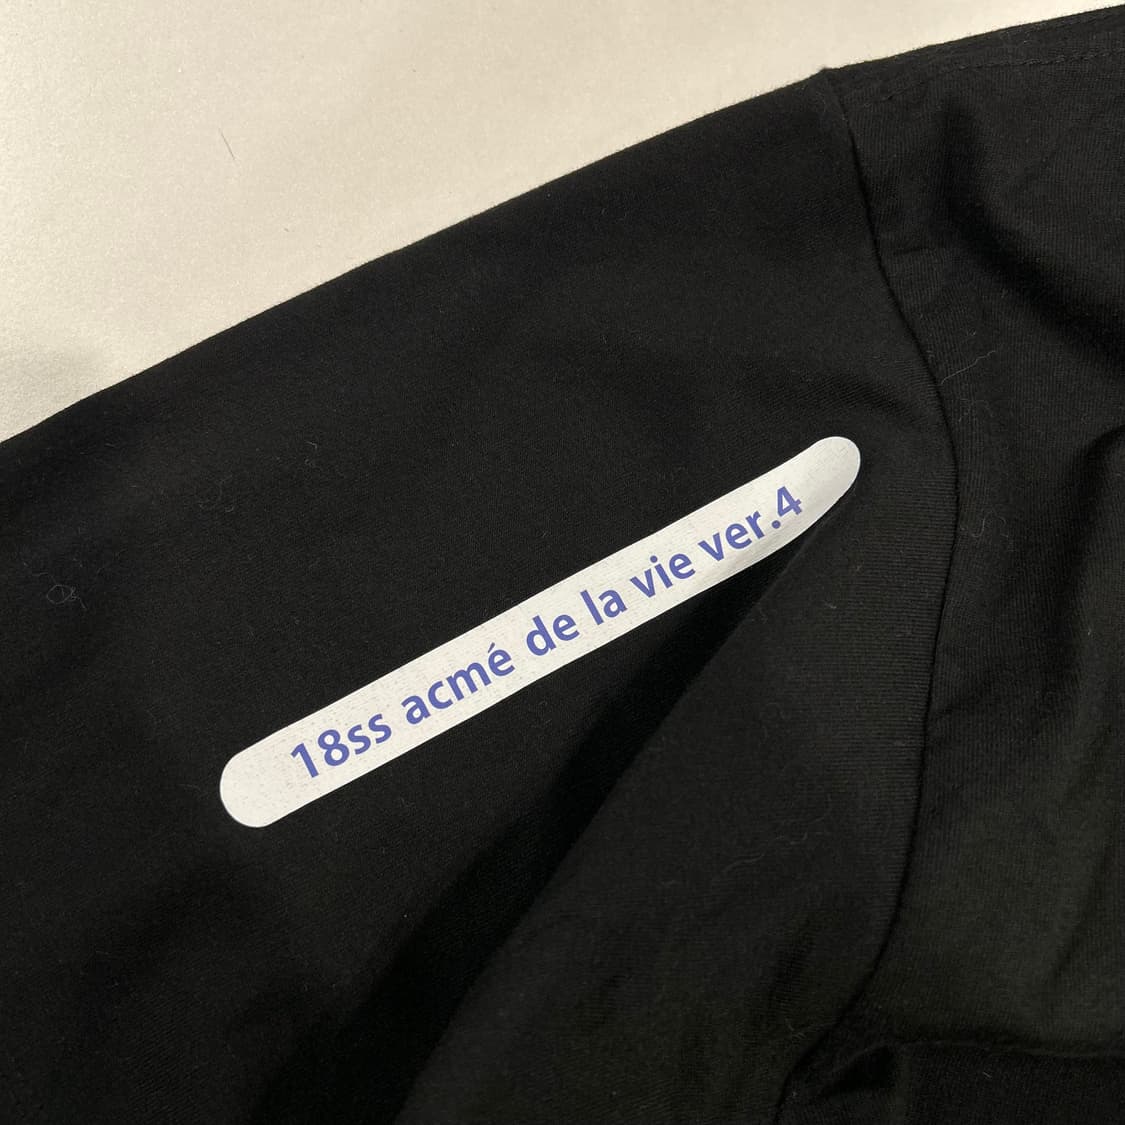 18ss acmé de la vie ver.4